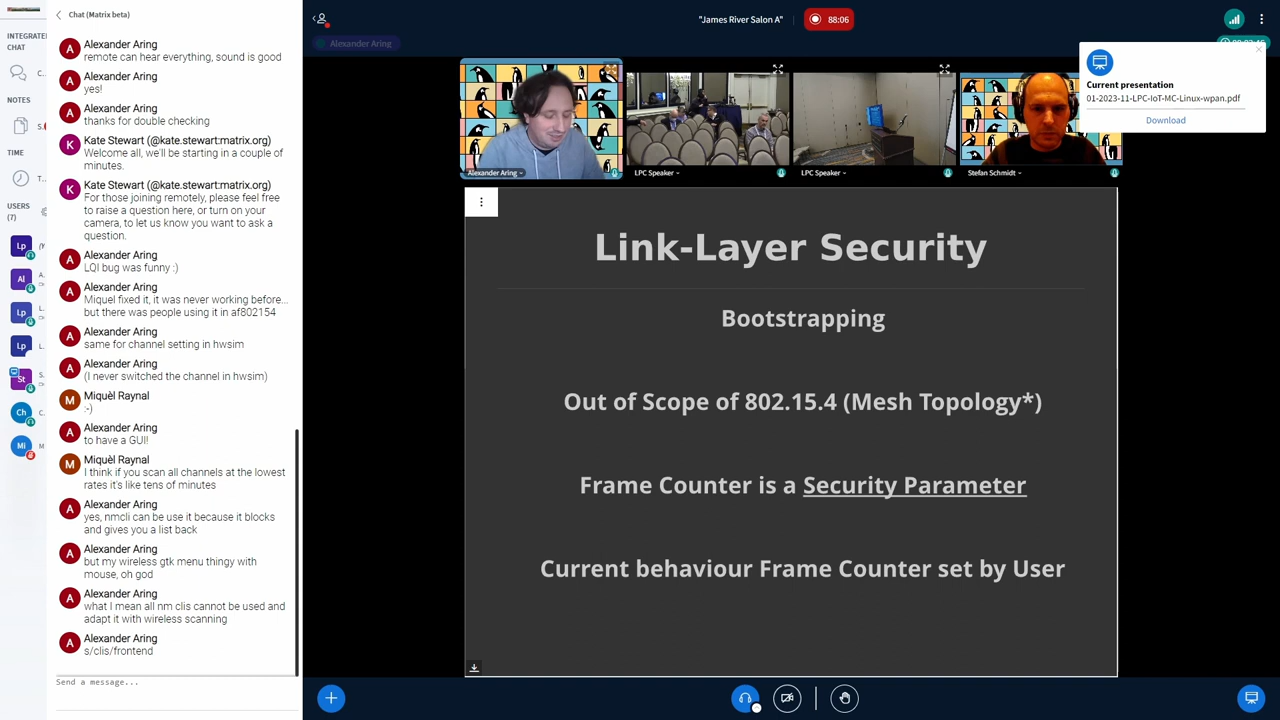 Chat (Matrix beta)
INTEGRATE
CHAT
C..
NOTES
S.
TIME
T..
USERS
(7)
Lp
Al
A.
Lp
L.
Lp
L..
St
S.
Ch
C.
Mi
M
A
Alexander Aring
remote can hear everything, sound is good
A
Alexander Aring
yes!
A
Alexander Aring
thanks for double checking
K
Kate Stewart (@kate.stewart:matrix.org)
Welcome all, we'll be starting in a couple of
minutes.
K
Kate Stewart (@kate.stewart:matrix.org)
For those joining remotely, please feel free
to raise a question here, or turn on your
camera, to let us know you want to ask a
question.
A
Alexander Aring
LQI bug was funny :)
A
Alexander Aring
Miquel fixed it, it was never working before...
but there was people using it in af802154
A
Alexander Aring
same for channel setting in hwsim
A
Alexander Aring
(I never switched the channel in hwsim)
M
Miquèl Raynal
:-)
A
Alexander Aring
to have a GUI!
M
Miquèl Raynal
I think if you scan all channels at the lowest
rates it's like tens of minutes
A
Alexander Aring
yes, nmcli can be use it because it blocks
and gives you a list back
A
Alexander Aring
but my wireless gtk menu thingy with
mouse, oh god
A
Alexander Aring
what I mean all nm clis cannot be used and
adapt it with wireless scanning
A
Alexander Aring
s/clis/frontend
Send a message...
"James River Salon A"
88:06
Alexander Aring
Alexander Aring
LPC Speaker
LPC Speaker
Stefan Schmidt
Current presentation
01-2023-11-LPC-IoT-MC-Linux-wpan.pdf
Download
Link-Layer Security
Bootstrapping
Out of Scope of 802.15.4 (Mesh Topology*)
Frame Counter is a Security Parameter
Current behaviour Frame Counter set by User